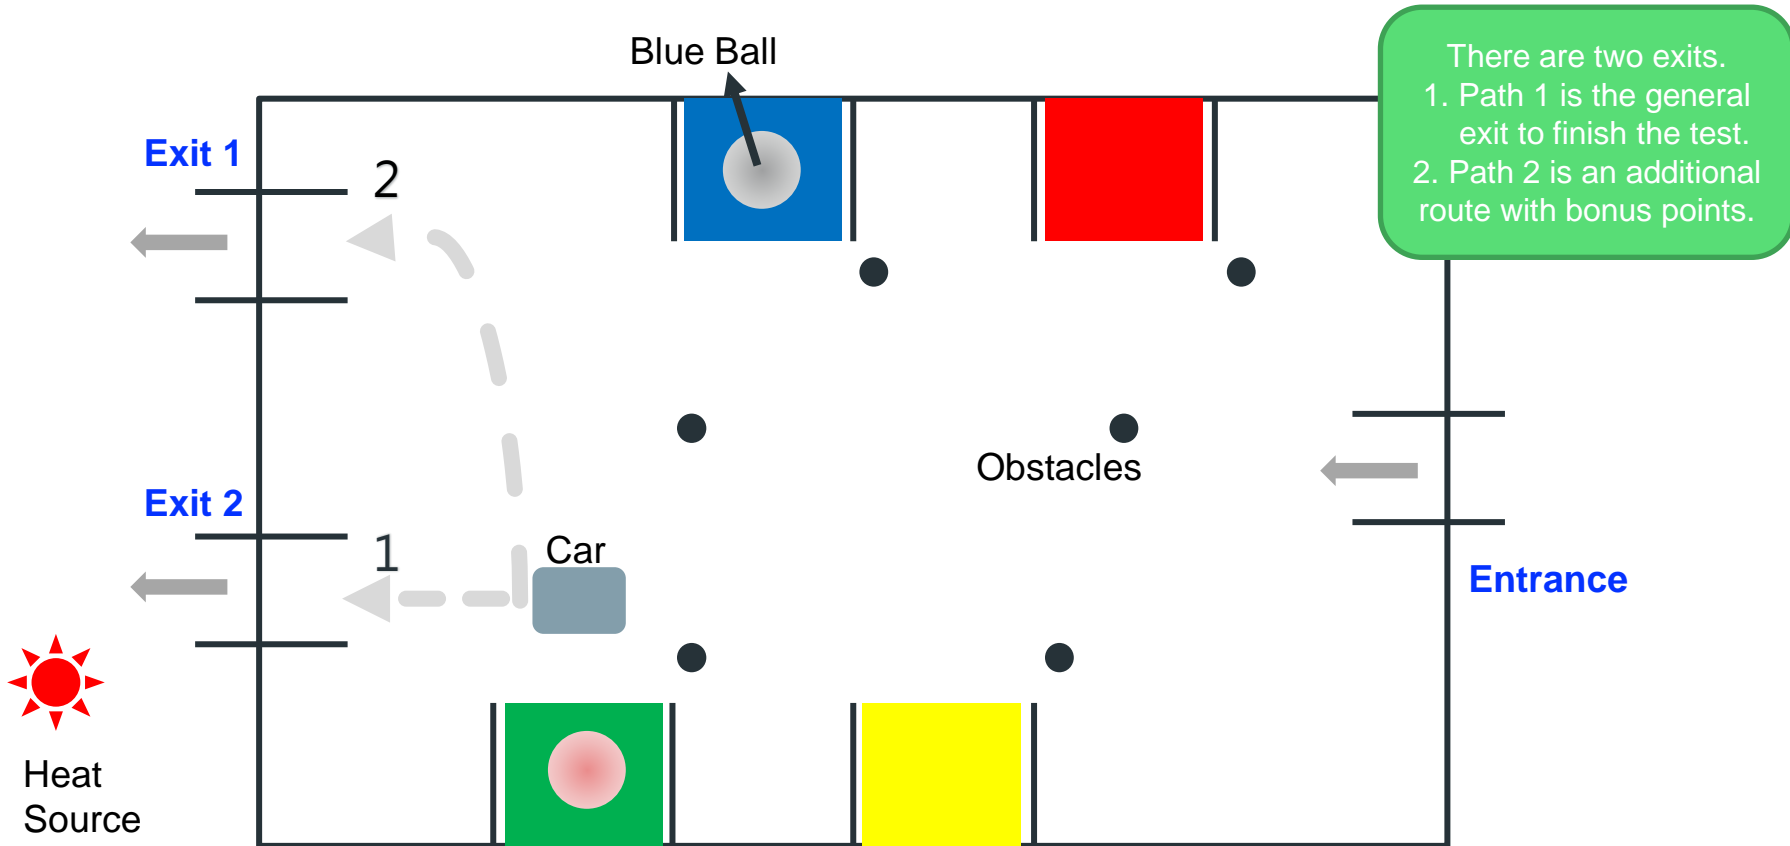 Blue Ball
There are two exits.
1. Path 1 is the general
exit to finish the test.
2. Path 2 is an additional
route with bonus points.
Exit 1
2
Obstacles
Exit 2
1
Car
Entrance
Heat
Source